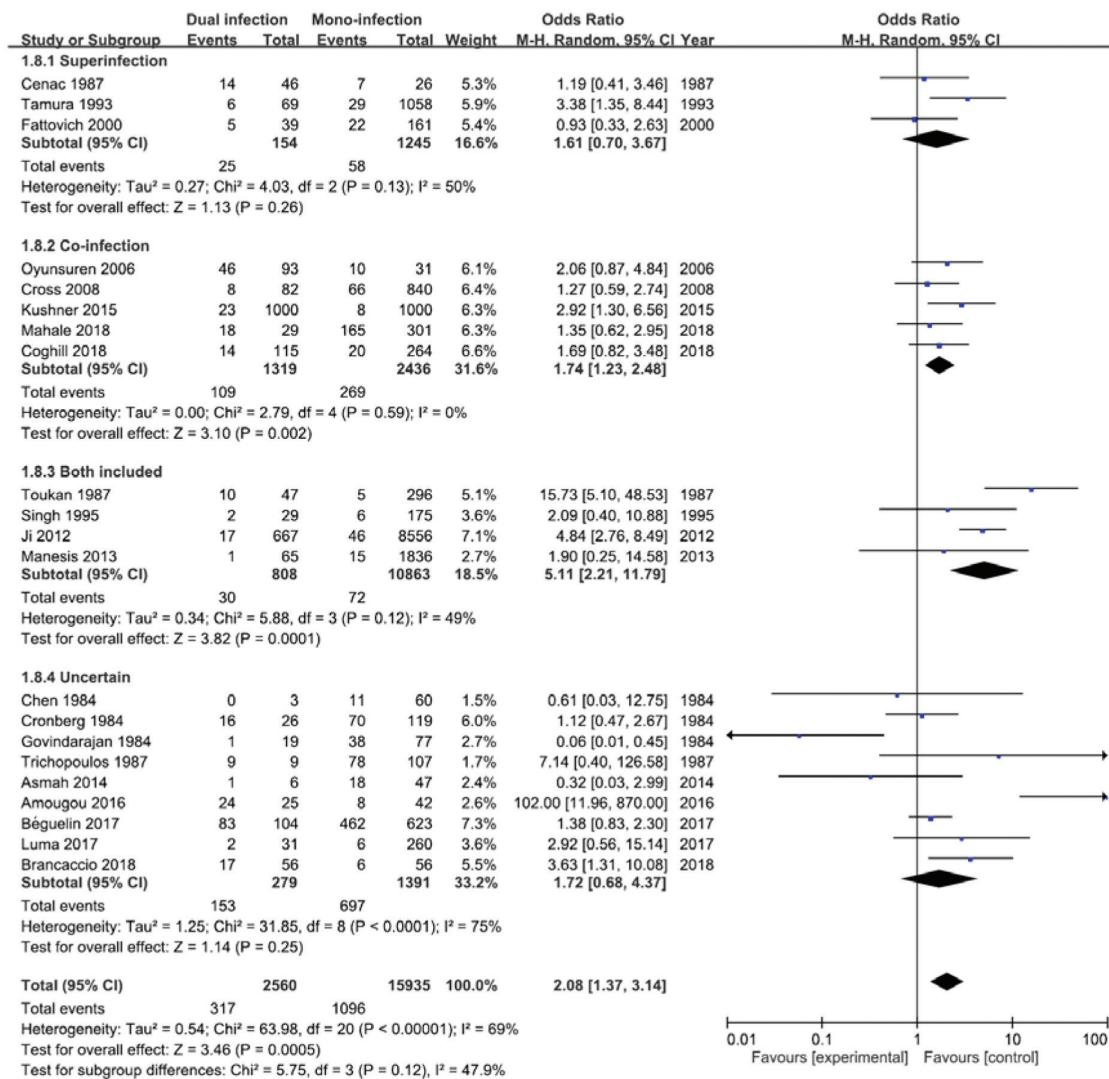 Dual infection Mono-infection Odds Ratio Odds Ratio
Study or Subgroup Events Total Events Total Weight M-H, Random, 95% CI Year M-H, Random, 95% CI
1.8.1 Superinfection
Cenac 1987 14 46 7 26 5.3% 1.19 [0.41, 3.46] 1987
Tamura 1993 6 69 29 1058 5.9% 3.38 [1.35, 8.44] 1993
Fattovich 2000 5 39 22 161 5.4% 0.93 [0.33, 2.63] 2000
Subtotal (95% CI) 154 1245 16.6% 1.61 [0.70, 3.67]
Total events 25 58
Heterogeneity: Tau² = 0.27; Chi² = 4.03, df = 2 (P = 0.13); I² = 50%
Test for overall effect: Z = 1.13 (P = 0.26)
1.8.2 Co-infection
Oyunsuren 2006 46 93 10 31 6.1% 2.06 [0.87, 4.84] 2006
Cross 2008 8 82 66 840 6.4% 1.27 [0.59, 2.74] 2008
Kushner 2015 23 1000 8 1000 6.3% 2.92 [1.30, 6.56] 2015
Mahale 2018 18 29 165 301 6.3% 1.35 [0.62, 2.95] 2018
Coghill 2018 14 115 20 264 6.6% 1.69 [0.82, 3.48] 2018
Subtotal (95% CI) 1319 2436 31.6% 1.74 [1.23, 2.48]
Total events 109 269
Heterogeneity: Tau² = 0.00; Chi² = 2.79, df = 4 (P = 0.59); I² = 0%
Test for overall effect: Z = 3.10 (P = 0.002)
1.8.3 Both included
Toukan 1987 10 47 5 296 5.1% 15.73 [5.10, 48.53] 1987
Singh 1995 2 29 6 175 3.6% 2.09 [0.40, 10.88] 1995
Ji 2012 17 667 46 8556 7.1% 4.84 [2.76, 8.49] 2012
Manesis 2013 1 65 15 1836 2.7% 1.90 [0.25, 14.58] 2013
Subtotal (95% CI) 808 10863 18.5% 5.11 [2.21, 11.79]
Total events 30 72
Heterogeneity: Tau² = 0.34; Chi² = 5.88, df = 3 (P = 0.12); I² = 49%
Test for overall effect: Z = 3.82 (P = 0.0001)
1.8.4 Uncertain
Chen 1984 0 3 11 60 1.5% 0.61 [0.03, 12.75] 1984
Cronberg 1984 16 26 70 119 6.0% 1.12 [0.47, 2.67] 1984
Govindarajan 1984 1 19 38 77 2.7% 0.06 [0.01, 0.45] 1984
Trichopoulos 1987 9 9 78 107 1.7% 7.14 [0.40, 126.58] 1987
Asmah 2014 1 6 18 47 2.4% 0.32 [0.03, 2.99] 2014
Amougou 2016 24 25 8 42 2.6% 102.00 [11.96, 870.00] 2016
Béguelin 2017 83 104 462 623 7.3% 1.38 [0.83, 2.30] 2017
Luma 2017 2 31 6 260 3.6% 2.92 [0.56, 15.14] 2017
Brancaccio 2018 17 56 6 56 5.5% 3.63 [1.31, 10.08] 2018
Subtotal (95% CI) 279 1391 33.2% 1.72 [0.68, 4.37]
Total events 153 697
Heterogeneity: Tau² = 1.25; Chi² = 31.85, df = 8 (P < 0.0001); I² = 75%
Test for overall effect: Z = 1.14 (P = 0.25)
Total (95% CI) 2560 15935 100.0% 2.08 [1.37, 3.14]
Total events 317 1096
Heterogeneity: Tau² = 0.54; Chi² = 63.98, df = 20 (P < 0.00001); I² = 69%
Test for overall effect: Z = 3.46 (P = 0.0005)
Test for subgroup differences: Chi² = 5.75, df = 3 (P = 0.12), I² = 47.9%
0.01 0.1 1 10 100
Favours [experimental] Favours [control]